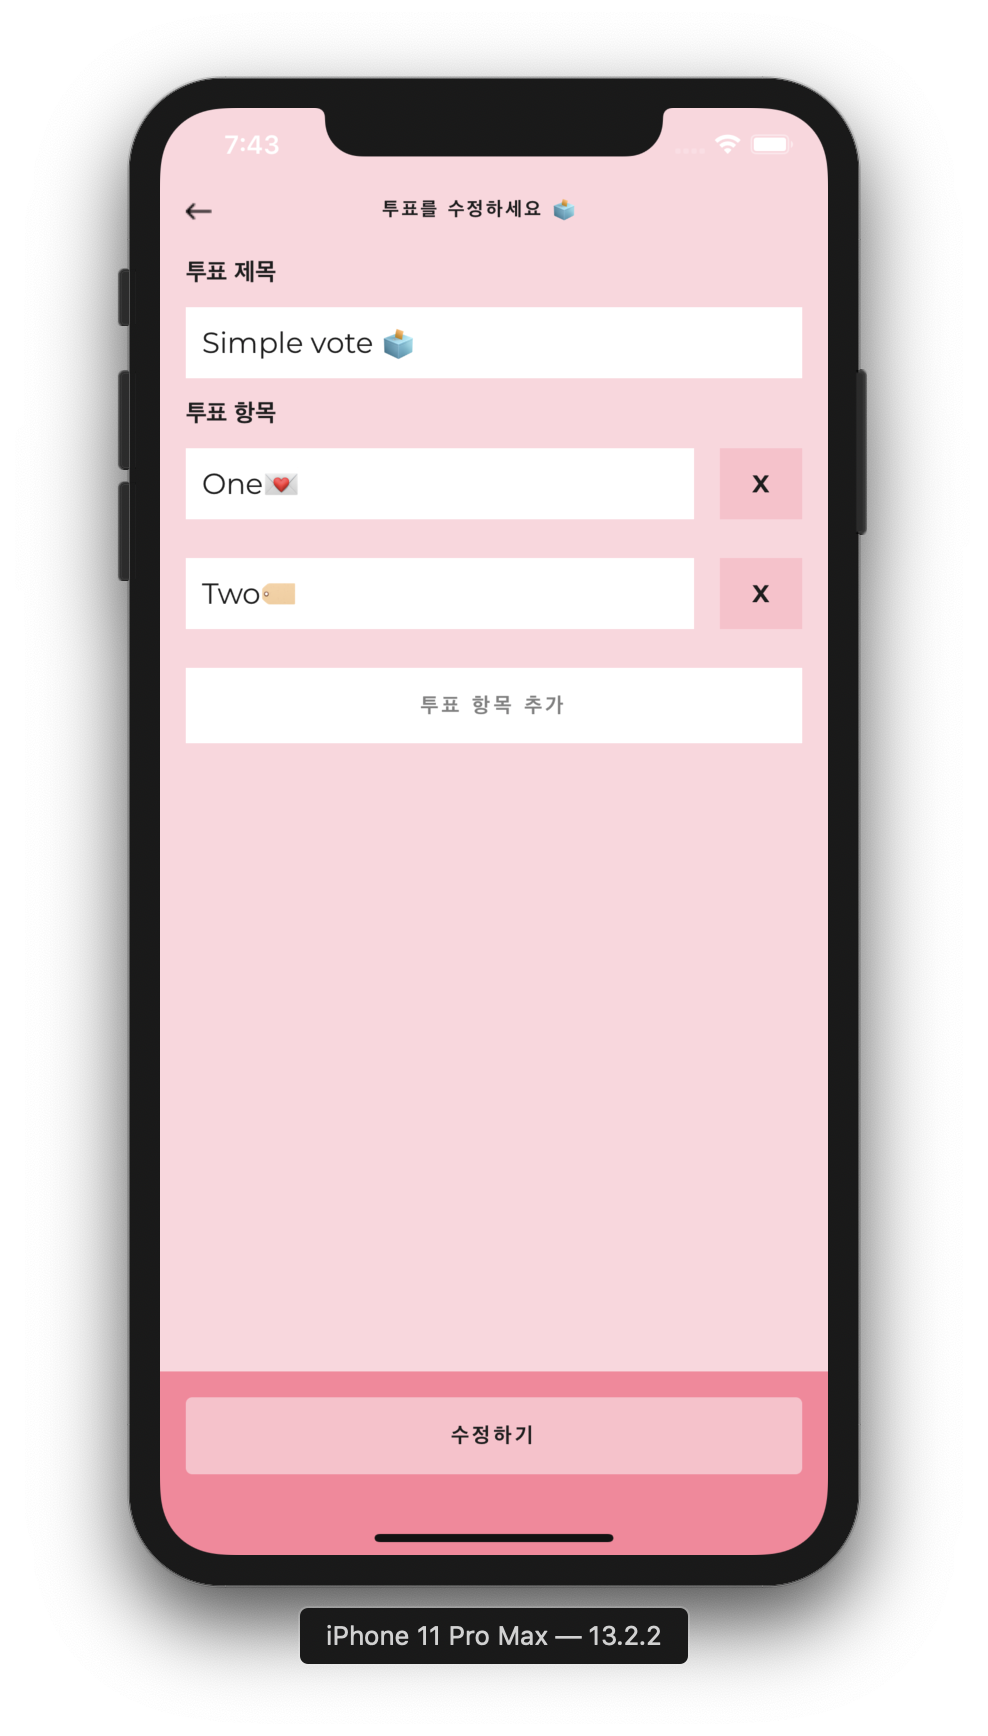 7:43
투표를 수정하세요 🗳️
투표 제목
Simple vote 🗳️
투표 항목
One💌
X
Two🏷️
X
투표 항목 추가
수정하기
iPhone 11 Pro Max — 13.2.2